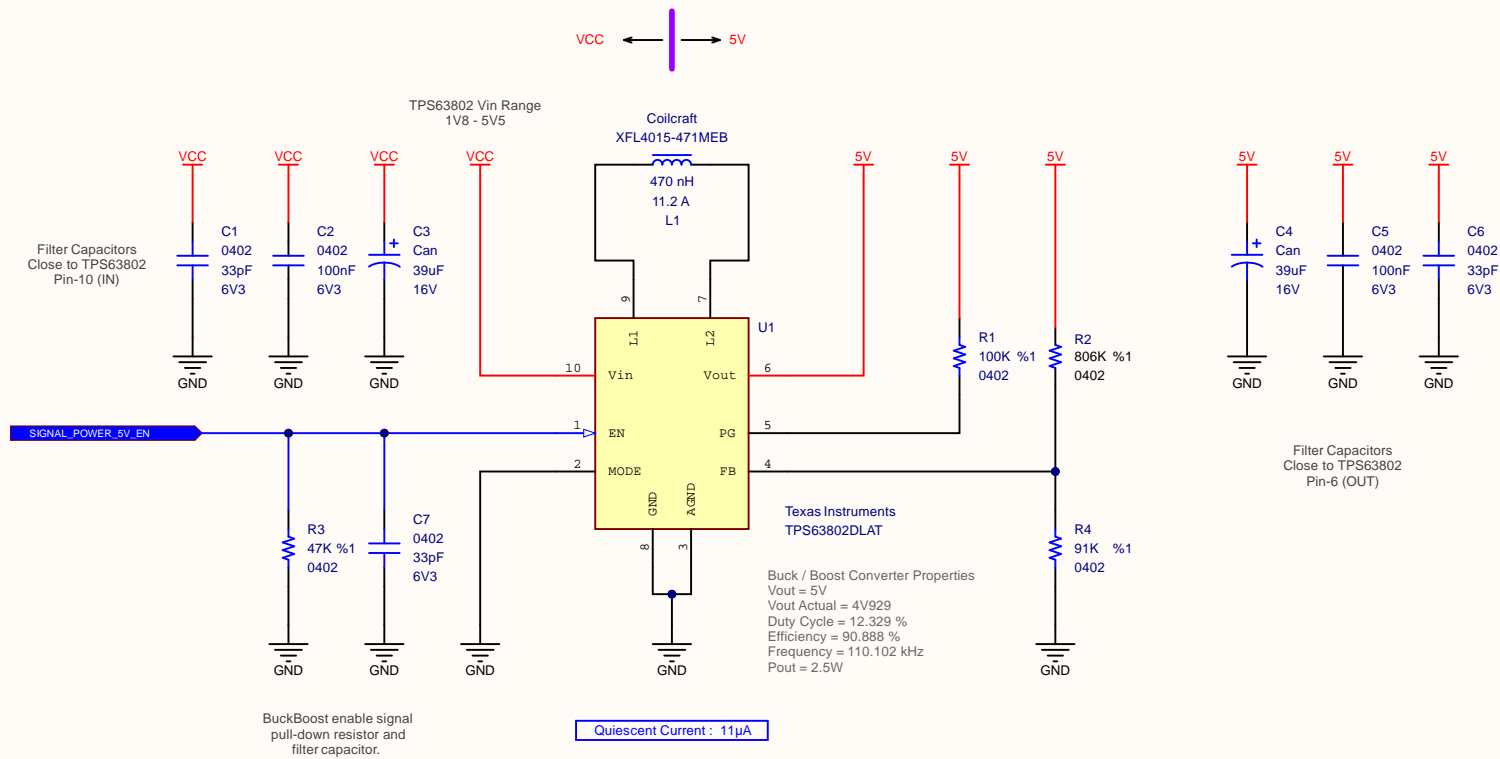 VCC
5V
TPS63802 Vin Range
1V8 - 5V5
Coilcraft
XFL4015-471MEB
470 nH
11.2 A
L1
VCC
VCC
VCC
VCC
5V
5V
5V
5V
5V
5V
Filter Capacitors
Close to TPS63802
Pin-10 (IN)
C1
0402
33pF
6V3
C2
0402
100nF
6V3
C3
Can
39uF
16V
C4
Can
39uF
16V
C5
0402
100nF
6V3
C6
0402
33pF
6V3
GND
GND
GND
GND
GND
GND
9
7
L1
L2
U1
10
Vin
Vout
6
1
EN
PG
5
2
MODE
FB
4
GND
AGND
8
3
R1
100K %1
0402
R2
806K %1
0402
SIGNAL_POWER_5V_EN
Filter Capacitors
Close to TPS63802
Pin-6 (OUT)
Texas Instruments
TPS63802DLAT
R3
47K %1
0402
C7
0402
33pF
6V3
R4
91K %1
0402
Buck / Boost Converter Properties
Vout = 5V
Vout Actual = 4V929
Duty Cycle = 12.329 %
Efficiency = 90.888 %
Frequency = 110.102 kHz
Pout = 2.5W
GND
GND
GND
GND
GND
BuckBoost enable signal
pull-down resistor and
filter capacitor.
Quiescent Current : 11µA